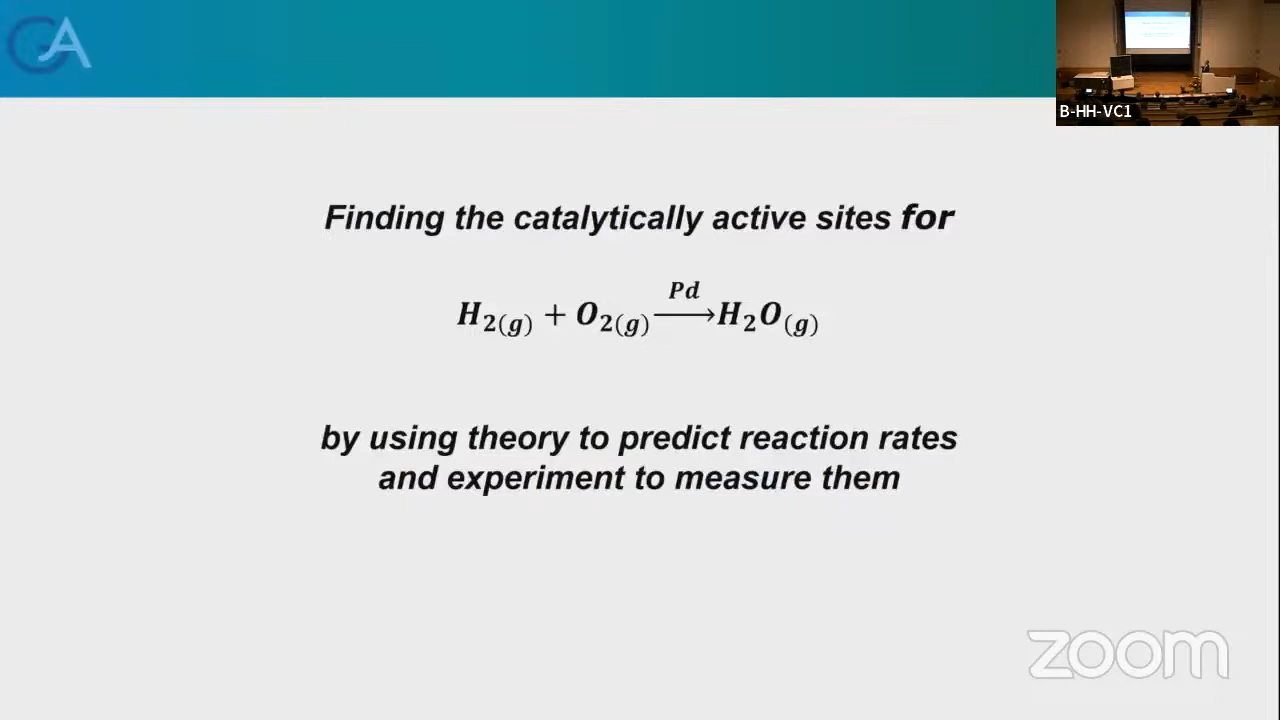 GA
B-HH-VC1
Finding the catalytically active sites for
H₂(g) + O₂(g) —Pd→ H₂O(g)
by using theory to predict reaction rates
and experiment to measure them
zoom